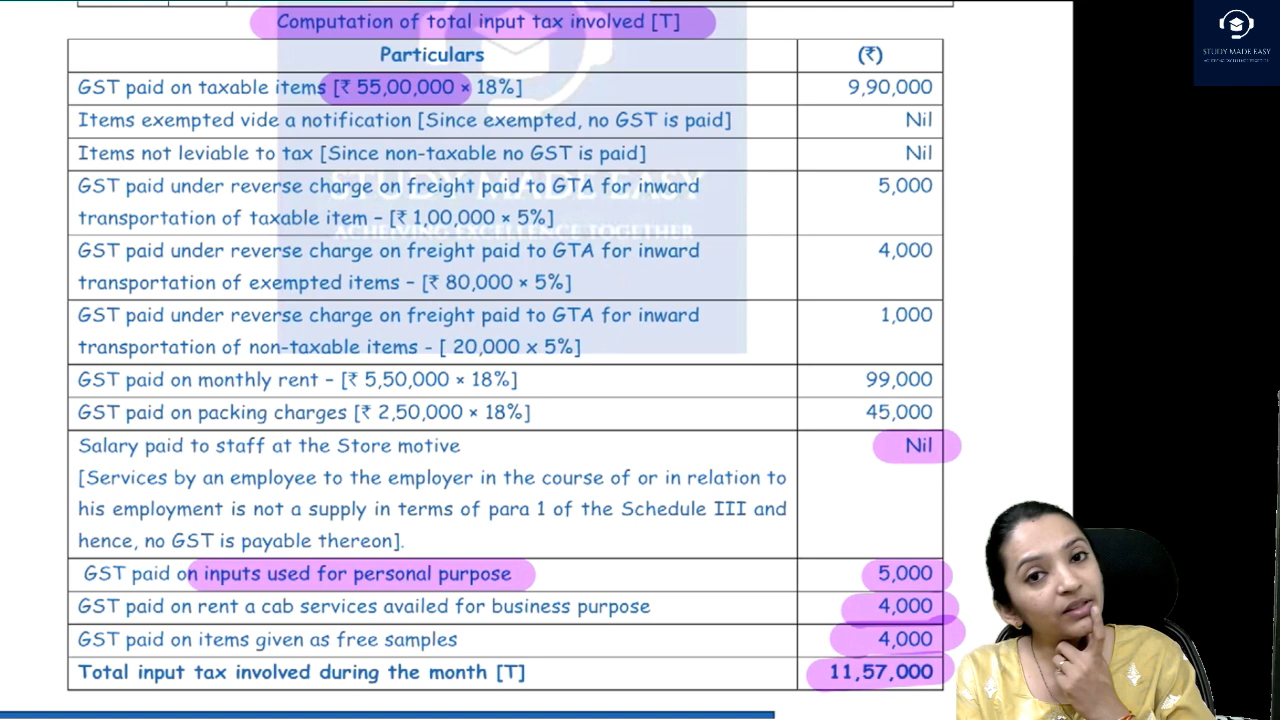 STUDY MADE EASY
Computation of total input tax involved [T]
Particulars (₹)
GST paid on taxable items [₹ 55,00,000 × 18%] 9,90,000
Items exempted vide a notification [Since exempted, no GST is paid] Nil
Items not leviable to tax [Since non-taxable no GST is paid] Nil
GST paid under reverse charge on freight paid to GTA for inward 5,000
transportation of taxable item – [₹ 1,00,000 × 5%]
STUDY MADE EASY
ACHIEVING EXCELLENCE TOGETHER
GST paid under reverse charge on freight paid to GTA for inward 4,000
transportation of exempted items – [₹ 80,000 × 5%]
GST paid under reverse charge on freight paid to GTA for inward 1,000
transportation of non-taxable items - [ 20,000 x 5%]
GST paid on monthly rent – [₹ 5,50,000 × 18%] 99,000
GST paid on packing charges [₹ 2,50,000 × 18%] 45,000
Salary paid to staff at the Store motive Nil
[Services by an employee to the employer in the course of or in relation to
his employment is not a supply in terms of para 1 of the Schedule III and
hence, no GST is payable thereon].
GST paid on inputs used for personal purpose 5,000
GST paid on rent a cab services availed for business purpose 4,000
GST paid on items given as free samples 4,000
Total input tax involved during the month [T] 11,57,000